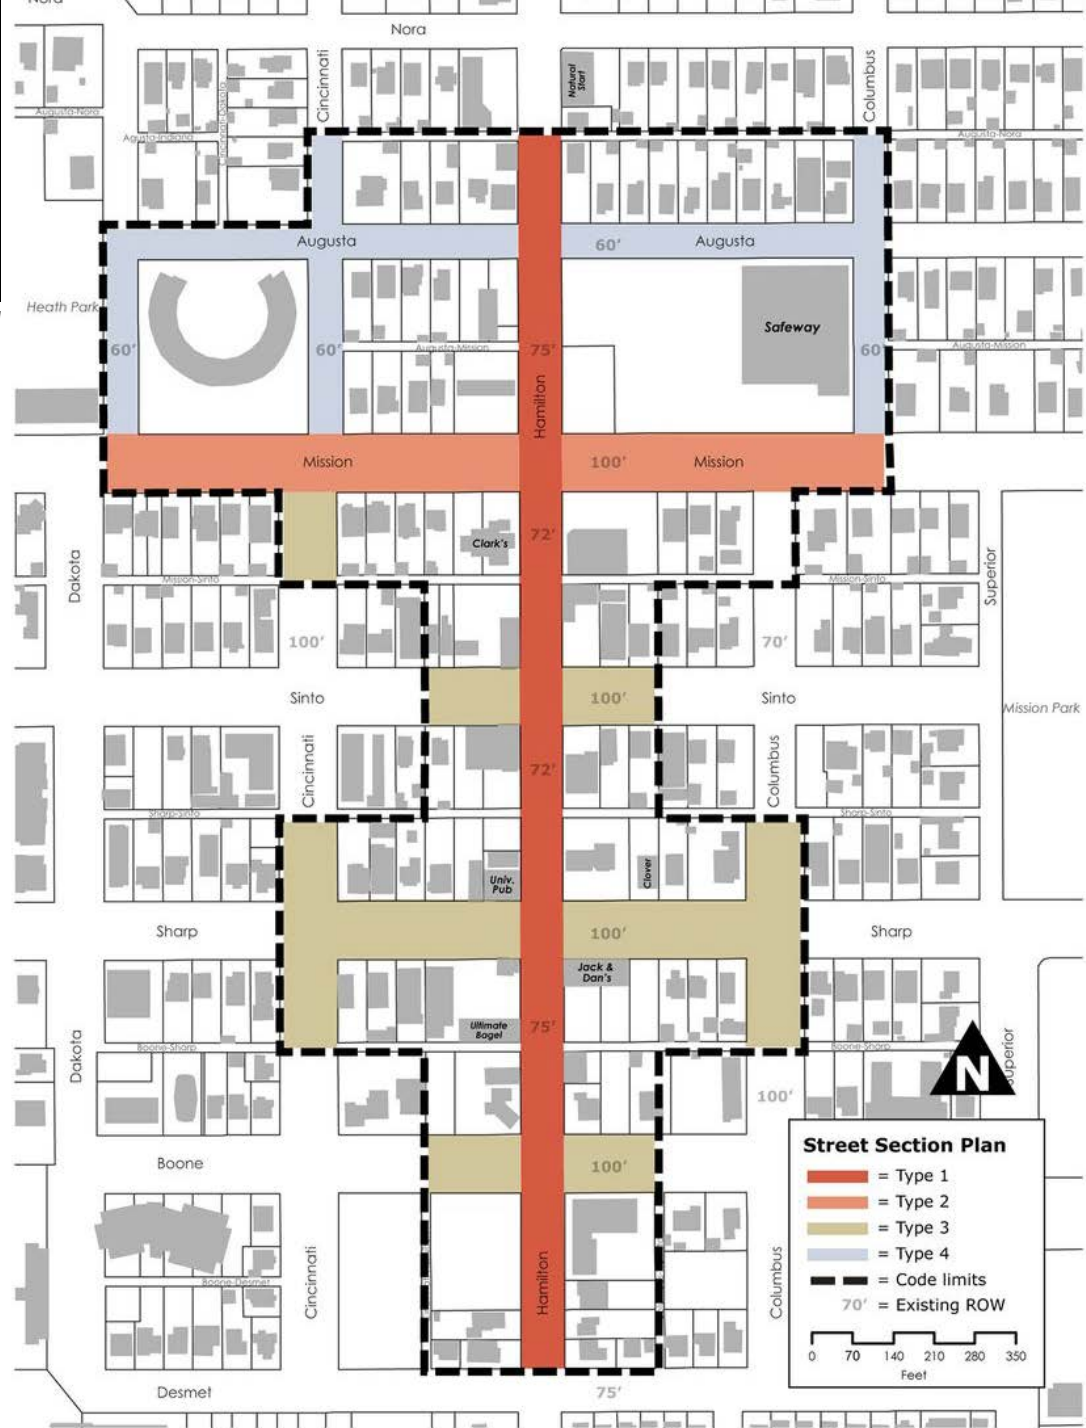 Nora
Nora
Cincinnati
Columbus
Natural
Start
Augusta-Nora
Agusta-Indiana
Cincinnati-Dakota
Augusta-Nora
Augusta
60'
Augusta
Heath Park
Safeway
60'
60'
Augusta-Mission
75'
60'
Augusta-Mission
Hamilton
Mission
100'
Mission
Clark's
72'
Dakota
Mission-Sinto
Mission-Sinto
Superior
100'
70'
Sinto
100'
Sinto
Mission Park
Cincinnati
72'
Columbus
Sharp-Sinto
Sharp-Sinto
Univ.
Pub
Clover
Sharp
100'
Sharp
Jack &
Dan's
Ultimate
Bagel
75'
Dakota
Boone-Sharp
Boone-Sharp
Superior
N
100'
Boone
100'
Cincinnati
Boone-Desmet
Hamilton
Columbus
Desmet
75'
Street Section Plan
= Type 1
= Type 2
= Type 3
= Type 4
= Code limits
70' = Existing ROW
0 70 140 210 280 350
Feet